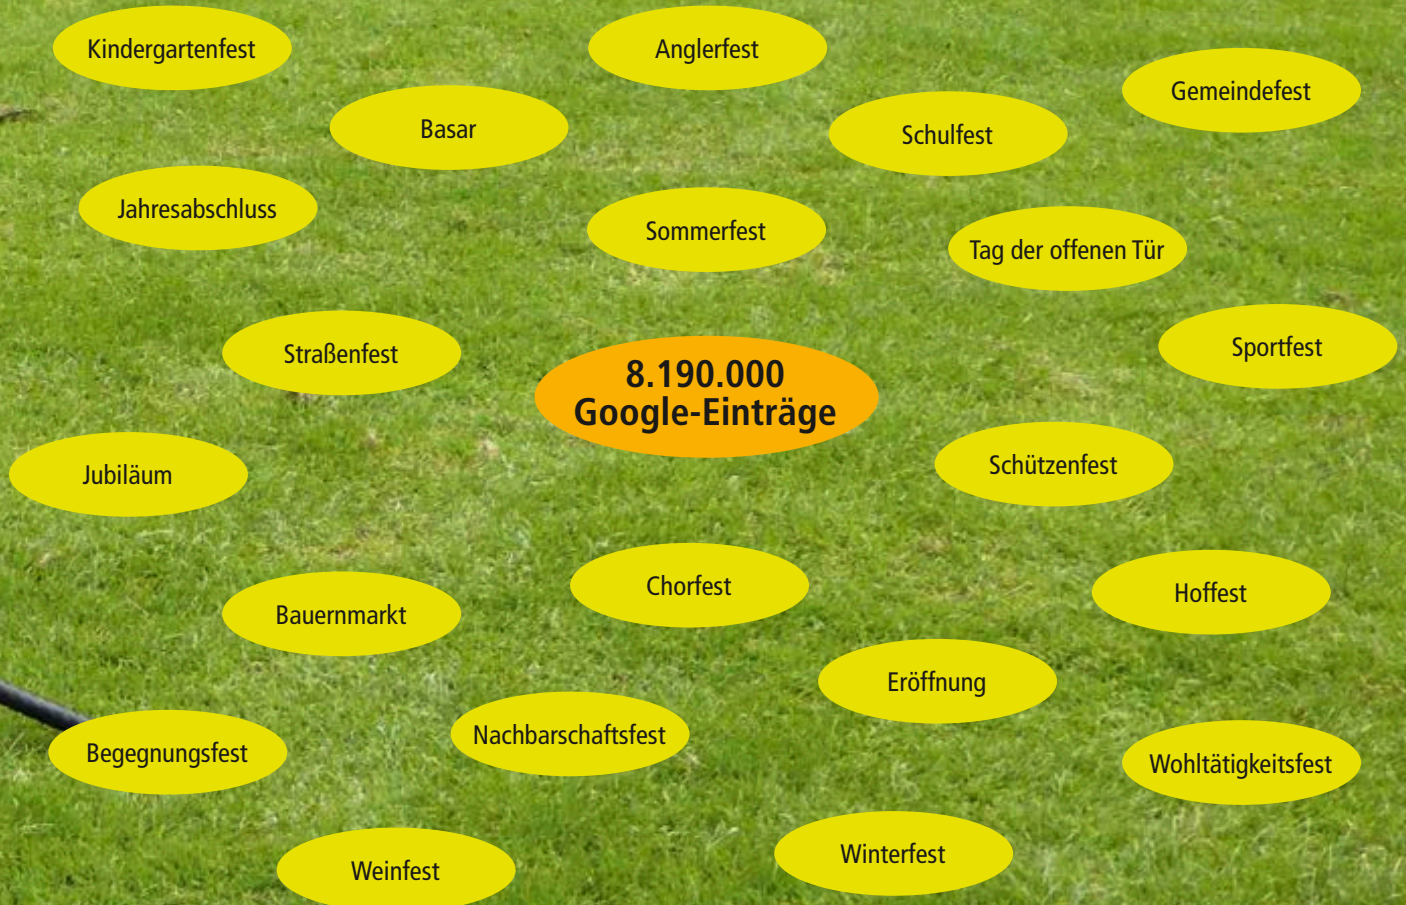 Kindergartenfest
Anglerfest
Gemeindefest
Basar
Schulfest
Jahresabschluss
Sommerfest
Tag der offenen Tür
Straßenfest
Sportfest
8.190.000
Google-Einträge
Jubiläum
Schützenfest
Chorfest
Hoffest
Bauernmarkt
Eröffnung
Nachbarschaftsfest
Begegnungsfest
Wohltätigkeitsfest
Winterfest
Weinfest